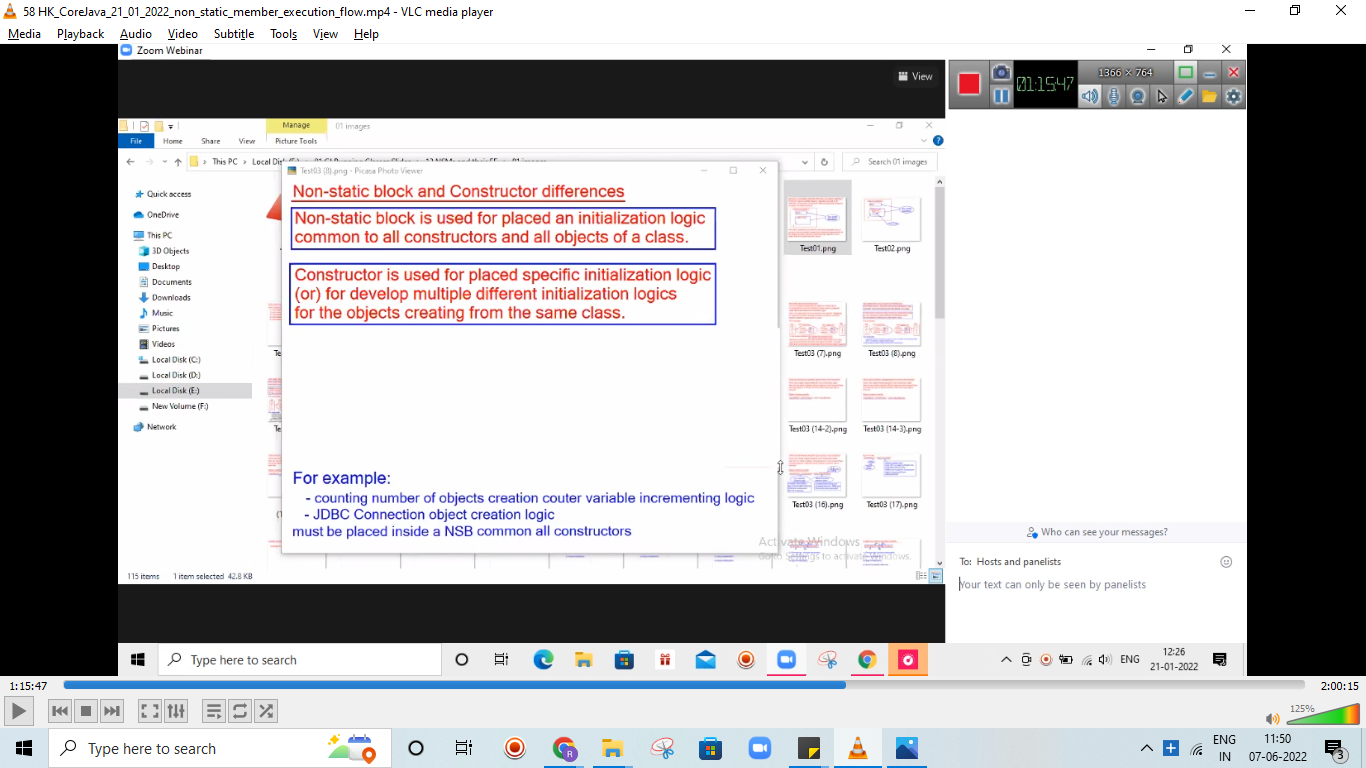 58 HK_CoreJava_21_01_2022_non_static_member_execution_flow.mp4 - VLC media player
Media Playback Audio Video Subtitle Tools View Help
Zoom Webinar
View
01:15:47
1366 × 764
Manage
01 images
File Home Share View Picture Tools
This PC
Search 01 images
Test03 (8).png - Picasa Photo Viewer
Quick access
OneDrive
This PC
3D Objects
Desktop
Documents
Downloads
Music
Pictures
Videos
Local Disk (C:)
Local Disk (D:)
Local Disk (E:)
New Volume (F:)
Network
Non-static block and Constructor differences
Non-static block is used for placed an initialization logic
common to all constructors and all objects of a class.
Constructor is used for placed specific initialization logic
(or) for develop multiple different initialization logics
for the objects creating from the same class.
For example:
- counting number of objects creation couter variable incrementing logic
- JDBC Connection object creation logic
must be placed inside a NSB common all constructors
Test01.png Test02.png
Test03 (7).png Test03 (8).png
Test03 (14-2).png Test03 (14-3).png
Test03 (16).png Test03 (17).png
Activate Windows
Go to Settings to activate Windows.
115 items 1 item selected 42.8 KB
Who can see your messages?
To: Hosts and panelists
Your text can only be seen by panelists
Type here to search
ENG
12:26
21-01-2022
1:15:47
2:00:15
125%
Type here to search
ENG
IN
11:50
07-06-2022
3